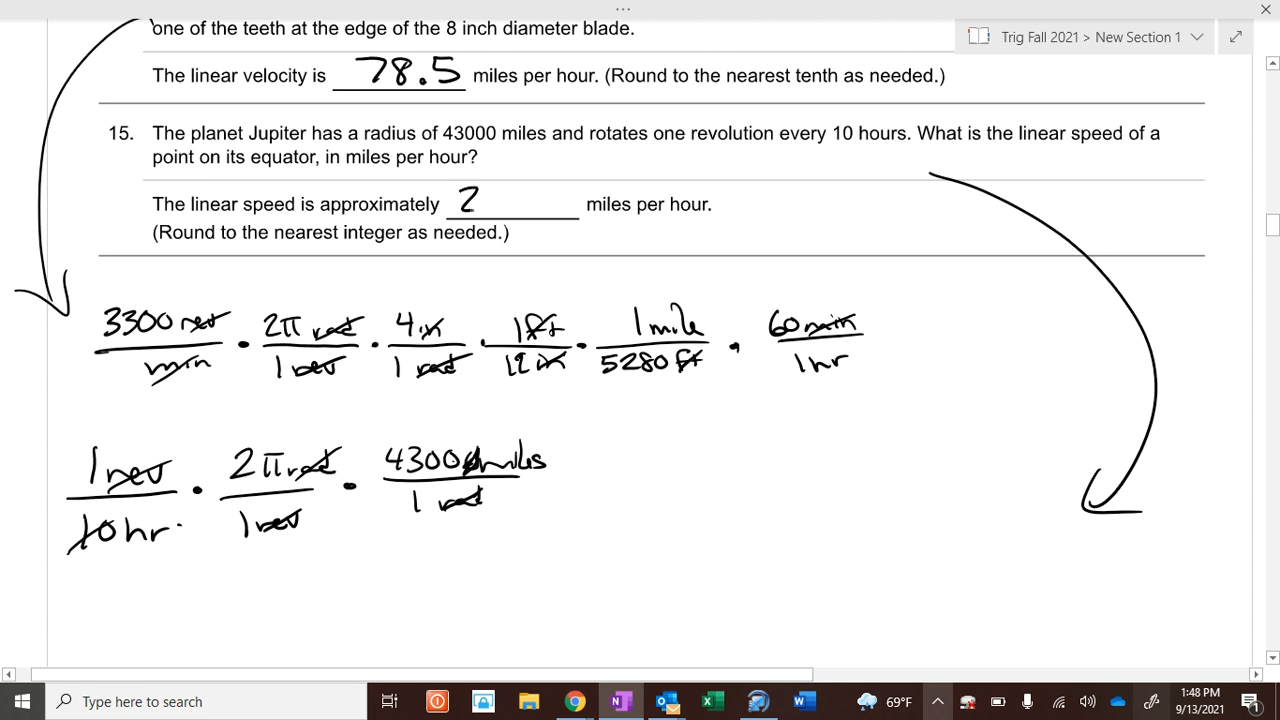 ...
one of the teeth at the edge of the 8 inch diameter blade.
Trig Fall 2021 > New Section 1
The linear velocity is 78.5 miles per hour. (Round to the nearest tenth as needed.)
15. The planet Jupiter has a radius of 43000 miles and rotates one revolution every 10 hours. What is the linear speed of a
point on its equator, in miles per hour?
The linear speed is approximately 2 miles per hour.
(Round to the nearest integer as needed.)
3300 rev / min · 2π rad / 1 rev · 4 in / 1 rad · 1 ft / 12 in · 1 mile / 5280 ft · 60 min / 1 hr
1 rev / 10 hr · 2π rad / 1 rev · 43000 miles / 1 rad
Type here to search
69°F
1:48 PM
9/13/2021
1